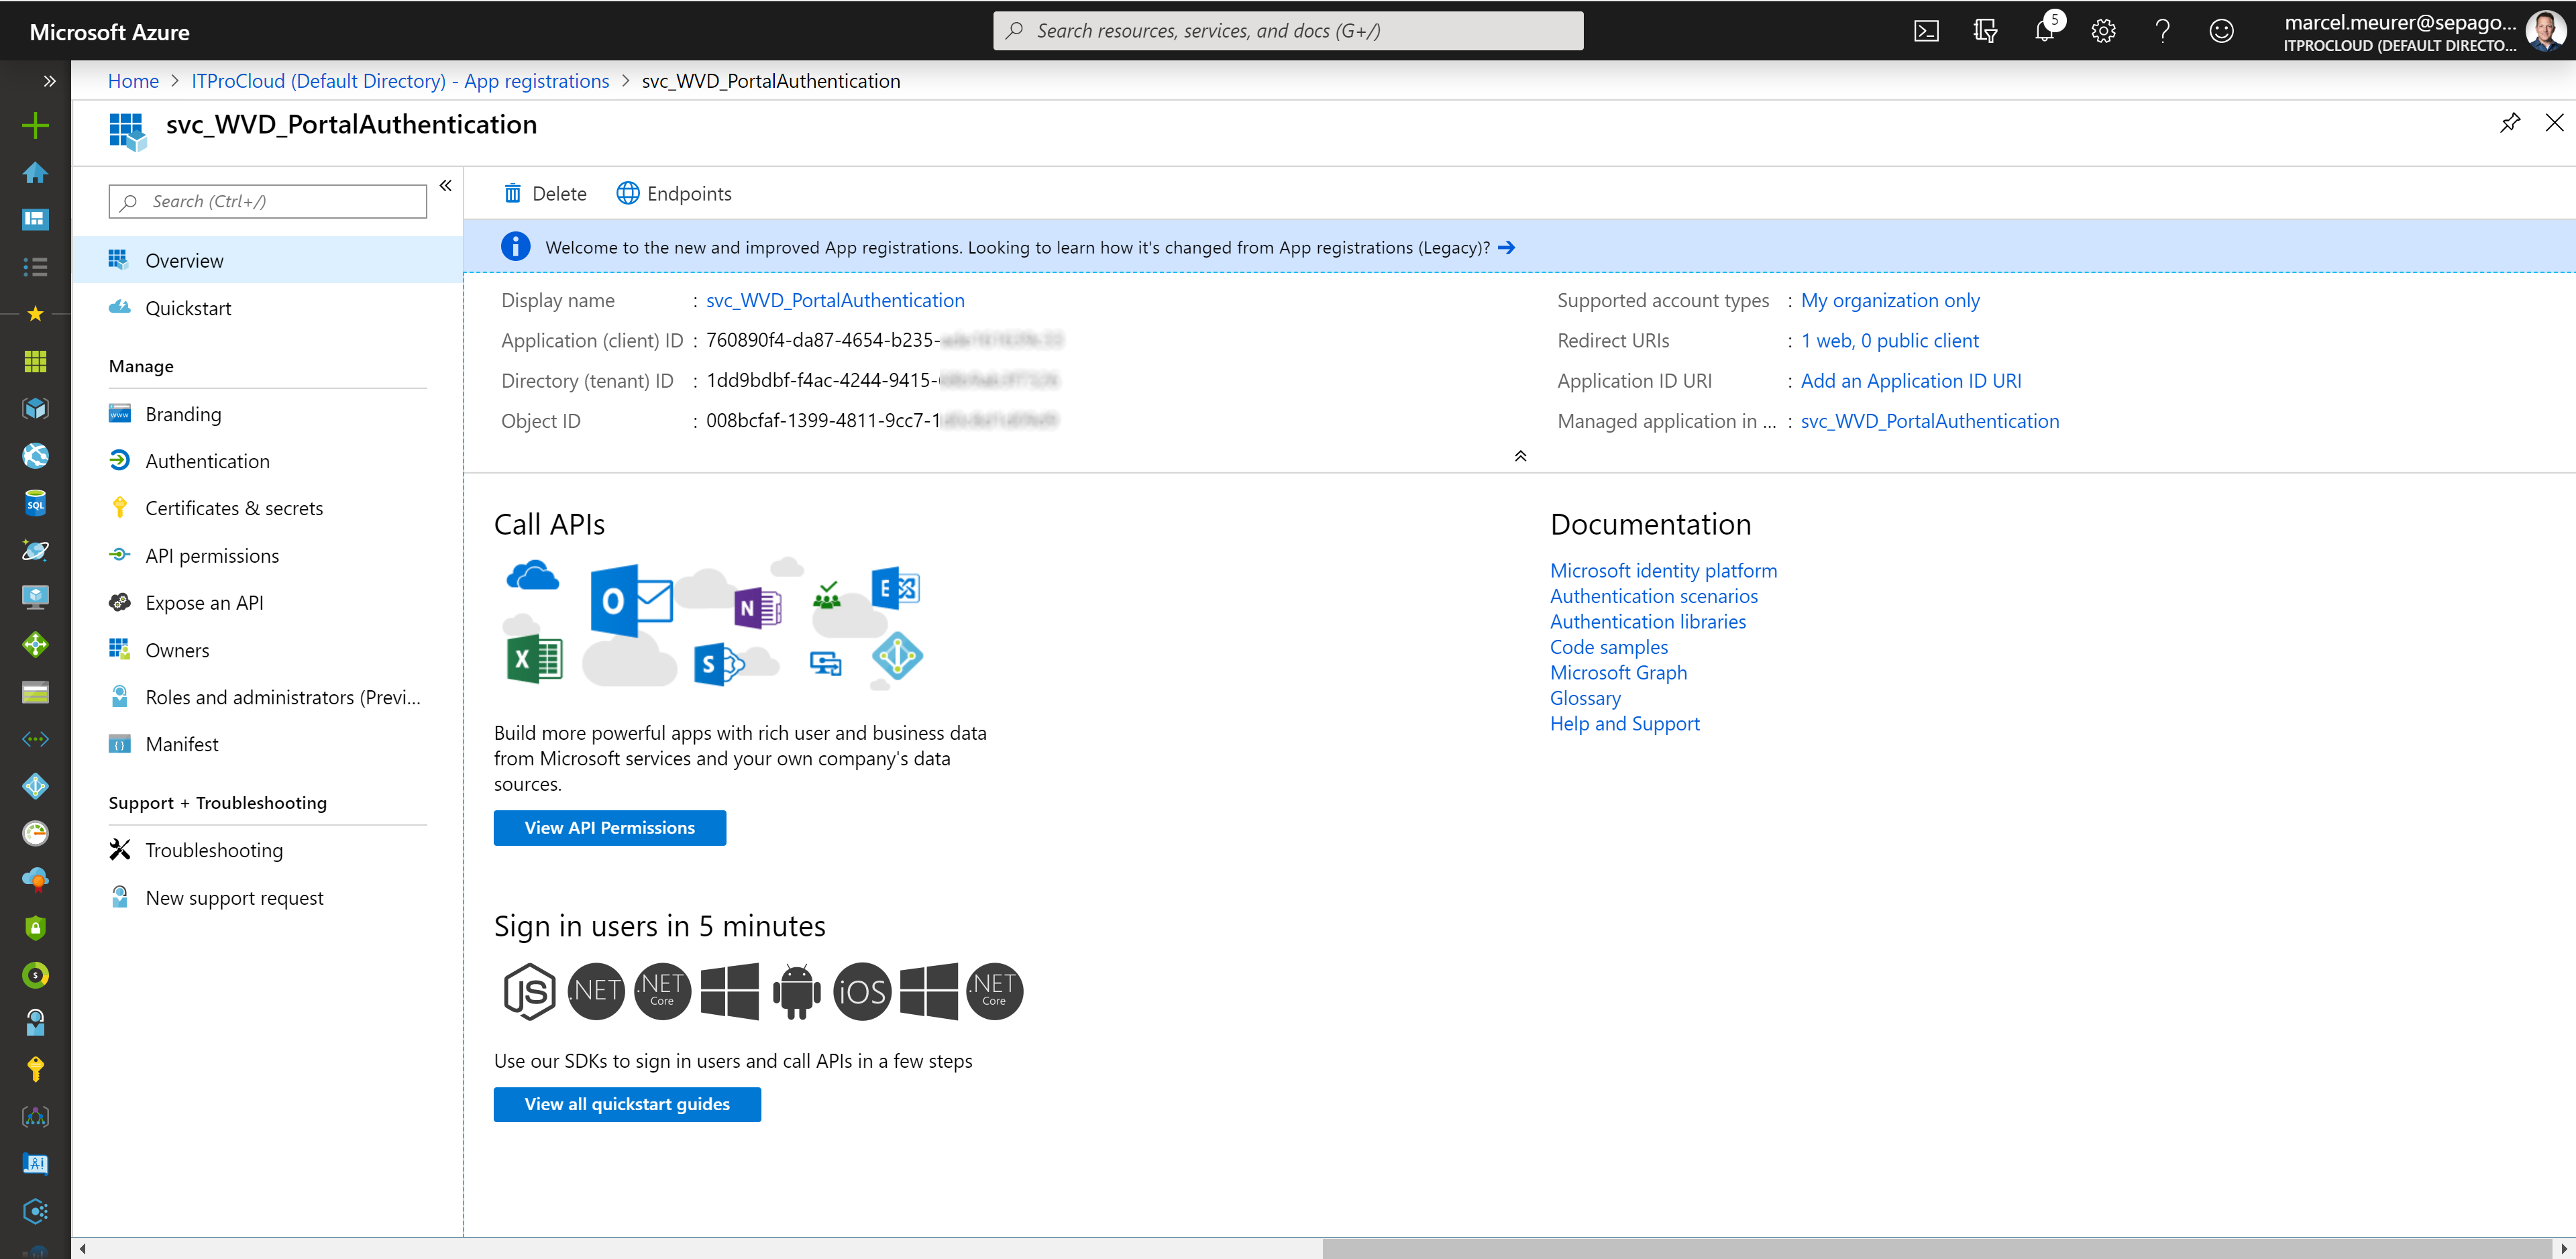 Microsoft Azure
Search resources, services, and docs (G+/)
5
marcel.meurer@sepago...
ITPROCLOUD (DEFAULT DIRECTO...
Home > ITProCloud (Default Directory) - App registrations > svc_WVD_PortalAuthentication
svc_WVD_PortalAuthentication
Search (Ctrl+/)
Overview
Quickstart
Manage
Branding
Authentication
Certificates & secrets
API permissions
Expose an API
Owners
Roles and administrators (Previ...
Manifest
Support + Troubleshooting
Troubleshooting
New support request
Delete
Endpoints
Welcome to the new and improved App registrations. Looking to learn how it's changed from App registrations (Legacy)?
Display name : svc_WVD_PortalAuthentication
Application (client) ID : 760890f4-da87-4654-b235-
Directory (tenant) ID : 1dd9bdbf-f4ac-4244-9415-
Object ID : 008bcfaf-1399-4811-9cc7-1
Supported account types : My organization only
Redirect URIs : 1 web, 0 public client
Application ID URI : Add an Application ID URI
Managed application in ... : svc_WVD_PortalAuthentication
Call APIs
Build more powerful apps with rich user and business data
from Microsoft services and your own company's data
sources.
View API Permissions
Sign in users in 5 minutes
JS .NET .NET Core iOS .NET Core
Use our SDKs to sign in users and call APIs in a few steps
View all quickstart guides
Documentation
Microsoft identity platform
Authentication scenarios
Authentication libraries
Code samples
Microsoft Graph
Glossary
Help and Support